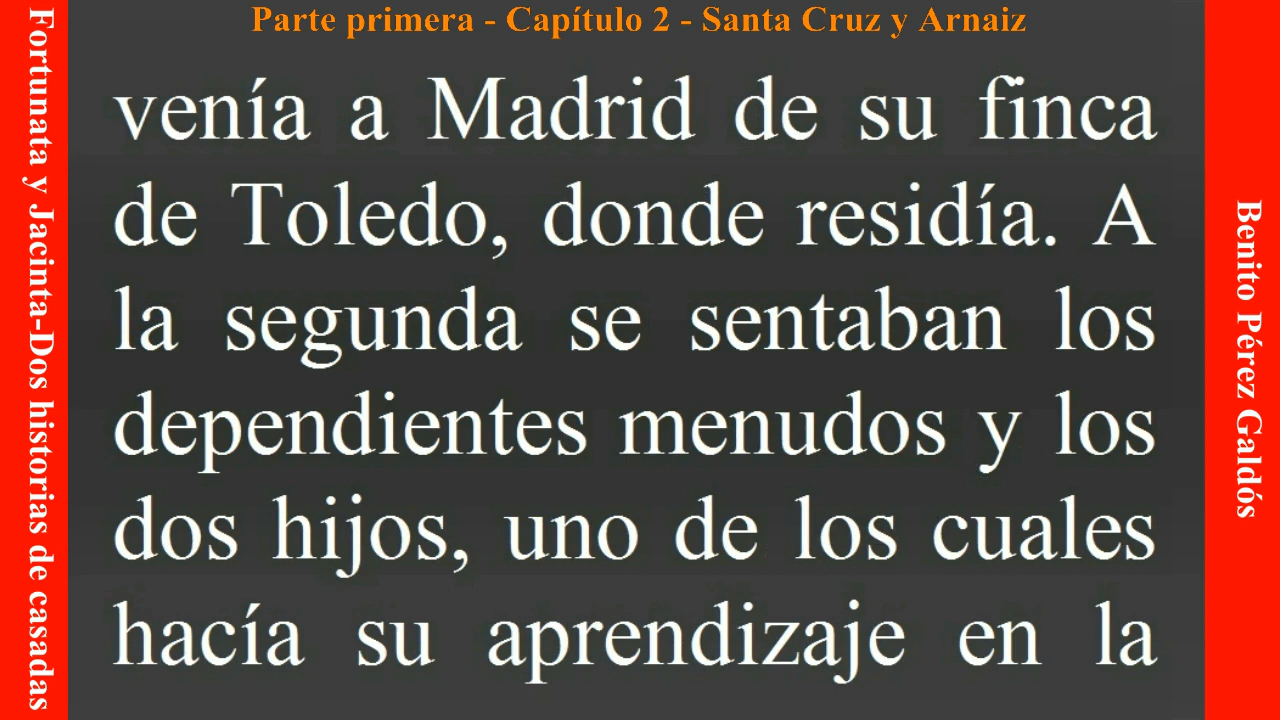 Parte primera - Capítulo 2 - Santa Cruz y Arnaiz
Fortunata y Jacinta-Dos historias de casadas
venía a Madrid de su finca
de Toledo, donde residía. A
la segunda se sentaban los
dependientes menudos y los
dos hijos, uno de los cuales
hacía su aprendizaje en la
Benito Pérez Galdós